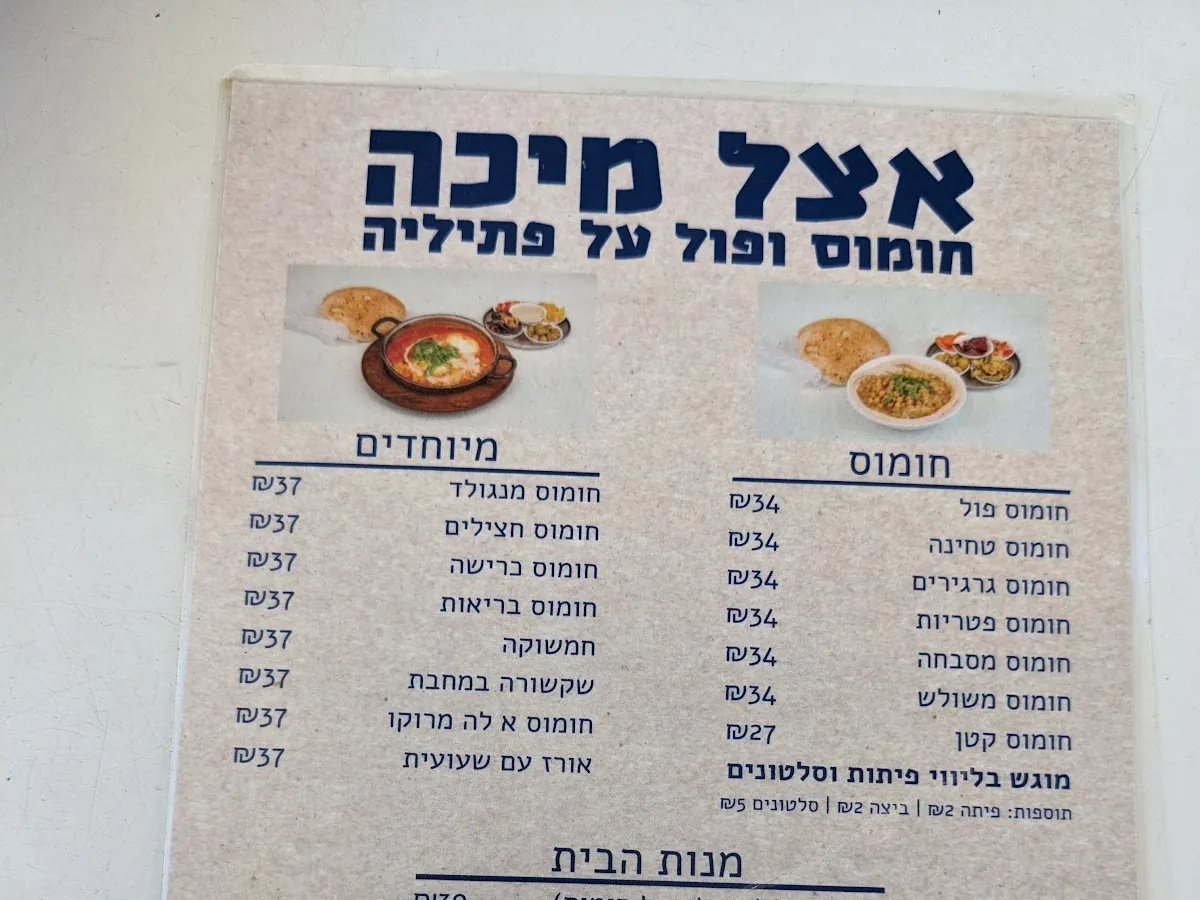 אצל מיכה
חומוס ופול על פתיליה
חומוס
חומוס פול ₪34
חומוס טחינה ₪34
חומוס גרגירים ₪34
חומוס פטריות ₪34
חומוס מסבחה ₪34
חומוס משולש ₪34
חומוס קטן ₪27
מוגש בליווי פיתות וסלטונים
תוספות: פיתה ₪2 | ביצה ₪2 | סלטונים ₪5
מיוחדים
חומוס מנגולד ₪37
חומוס חצילים ₪37
חומוס כרישה ₪37
חומוס בריאות ₪37
חמשוקה ₪37
שקשורה במחבת ₪37
חומוס א לה מרוקו ₪37
אורז עם שעועית ₪37
מנות הבית